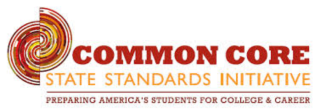 COMMON CORE
STATE STANDARDS INITIATIVE
PREPARING AMERICA'S STUDENTS FOR COLLEGE & CAREER